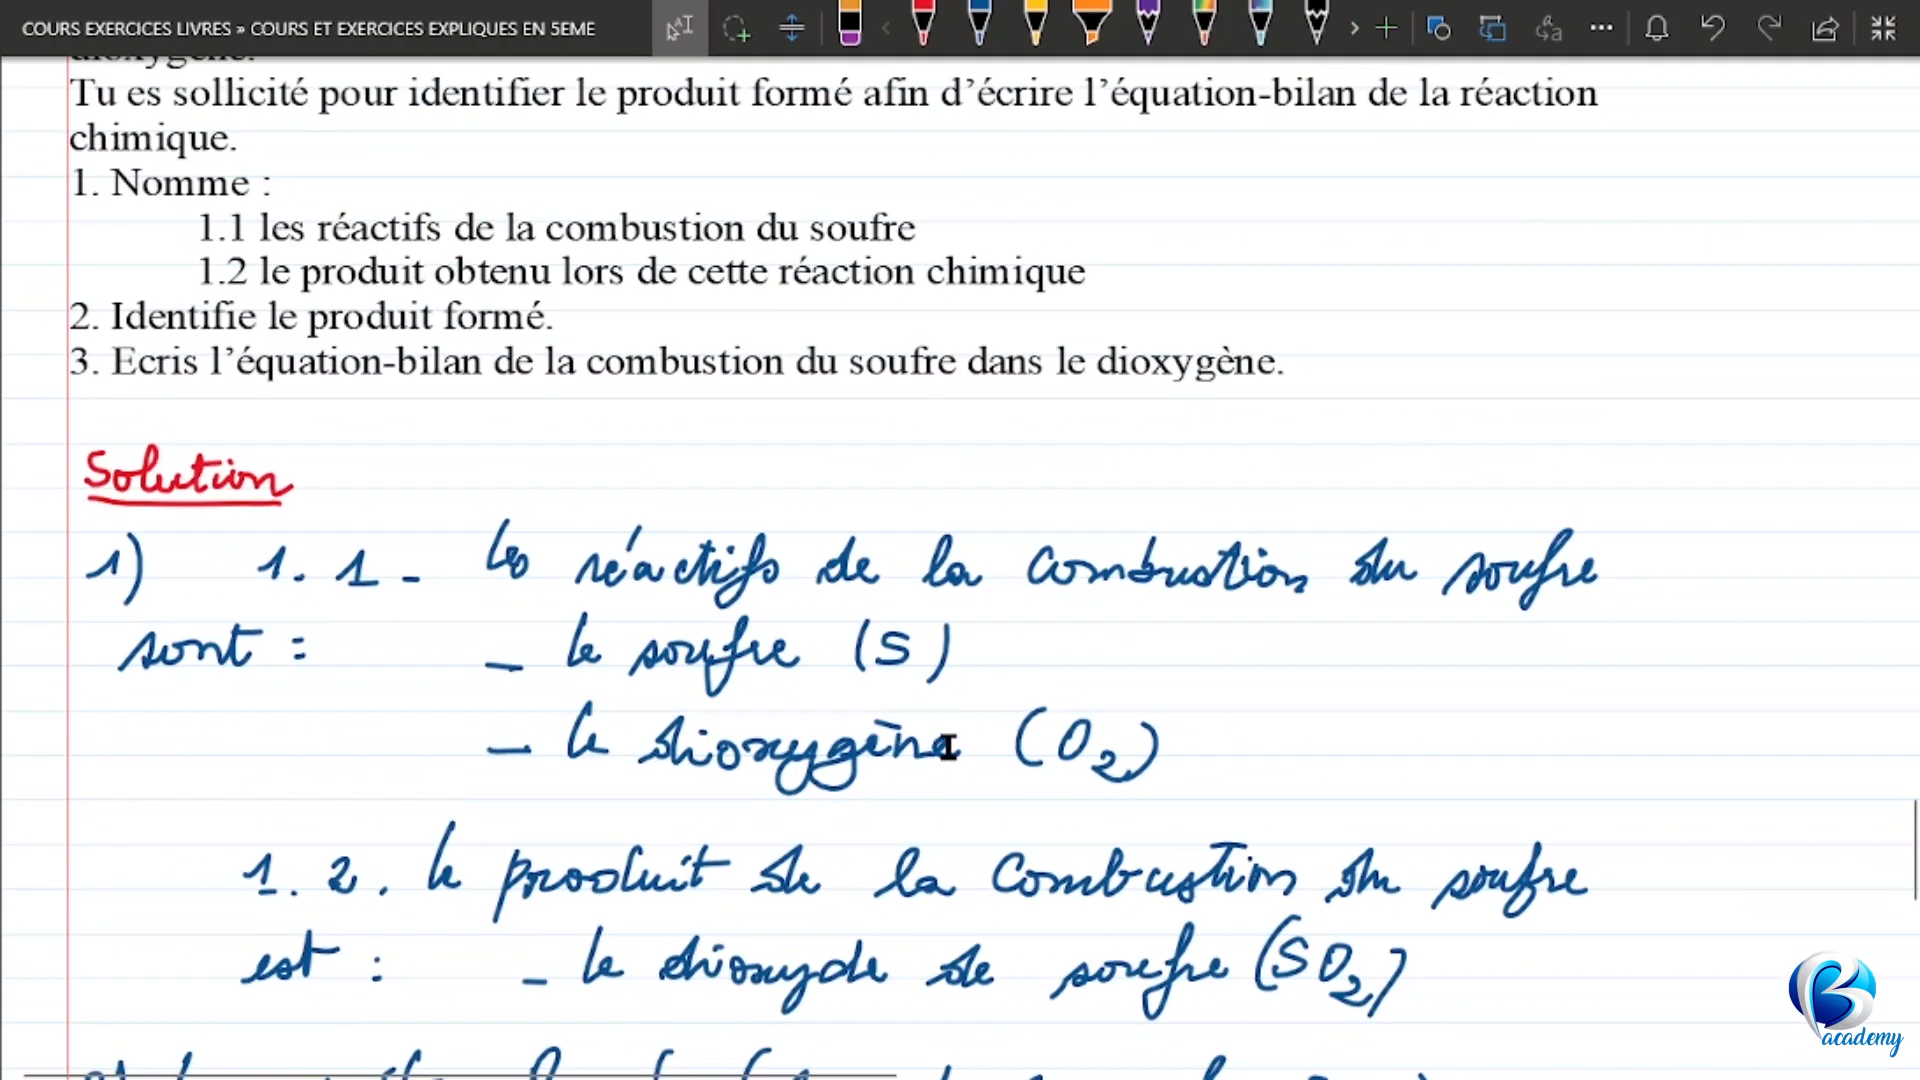 COURS EXERCICES LIVRES » COURS ET EXERCICES EXPLIQUES EN 5EME
dioxygène.
Tu es sollicité pour identifier le produit formé afin d’écrire l’équation-bilan de la réaction
chimique.
1. Nomme :
1.1 les réactifs de la combustion du soufre
1.2 le produit obtenu lors de cette réaction chimique
2. Identifie le produit formé.
3. Ecris l’équation-bilan de la combustion du soufre dans le dioxygène.
Solution
1) 1.1- les réactifs de la combustion du soufre
sont : - le soufre (S)
- le dioxygène (O2)
1.2. le produit de la combustion du soufre
est : - le dioxyde de soufre (SO2)
B academy